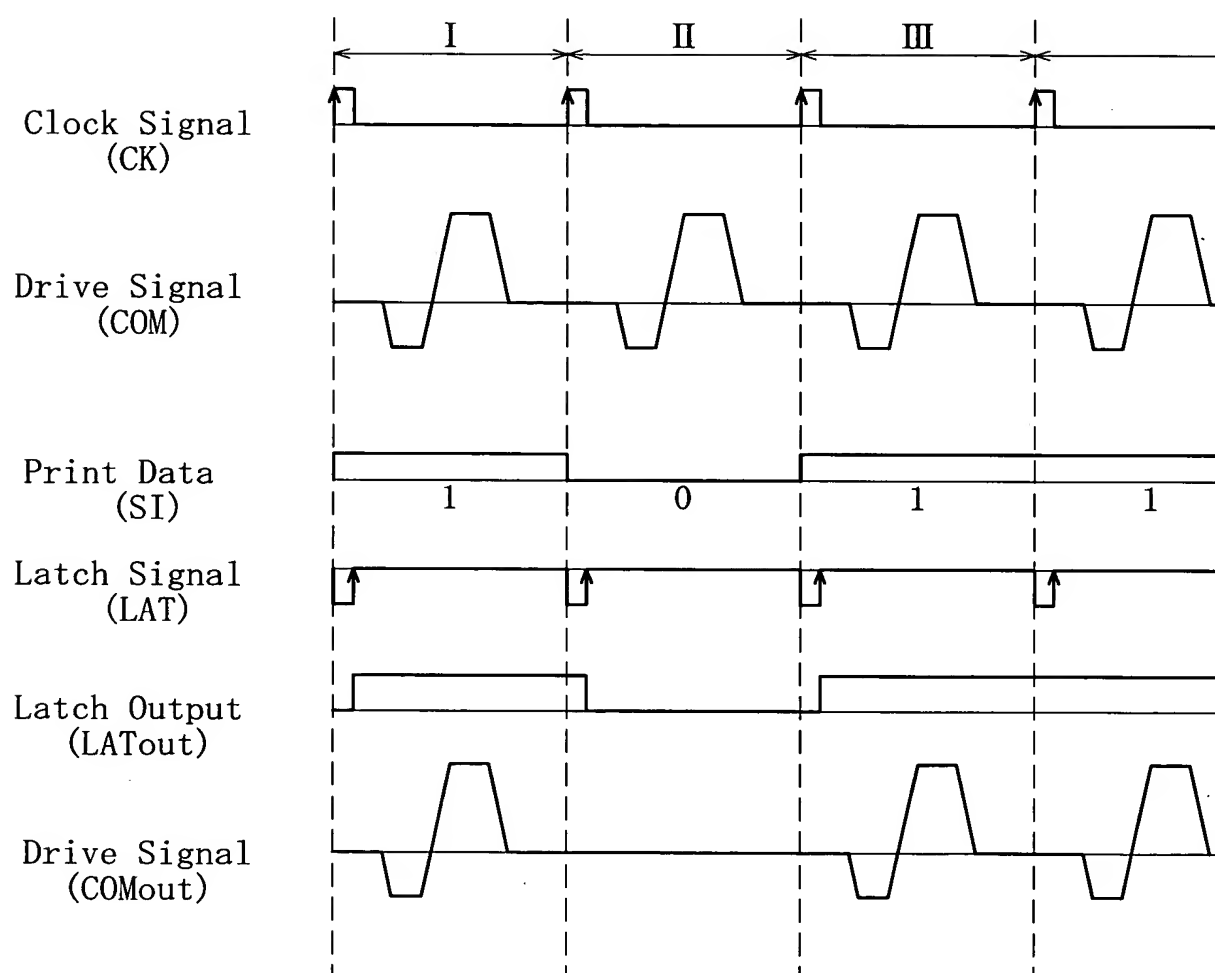 I II III
Clock Signal
(CK)
Drive Signal
(COM)
Print Data
(SI)
1 0 1 1
Latch Signal
(LAT)
Latch Output
(LATout)
Drive Signal
(COMout)